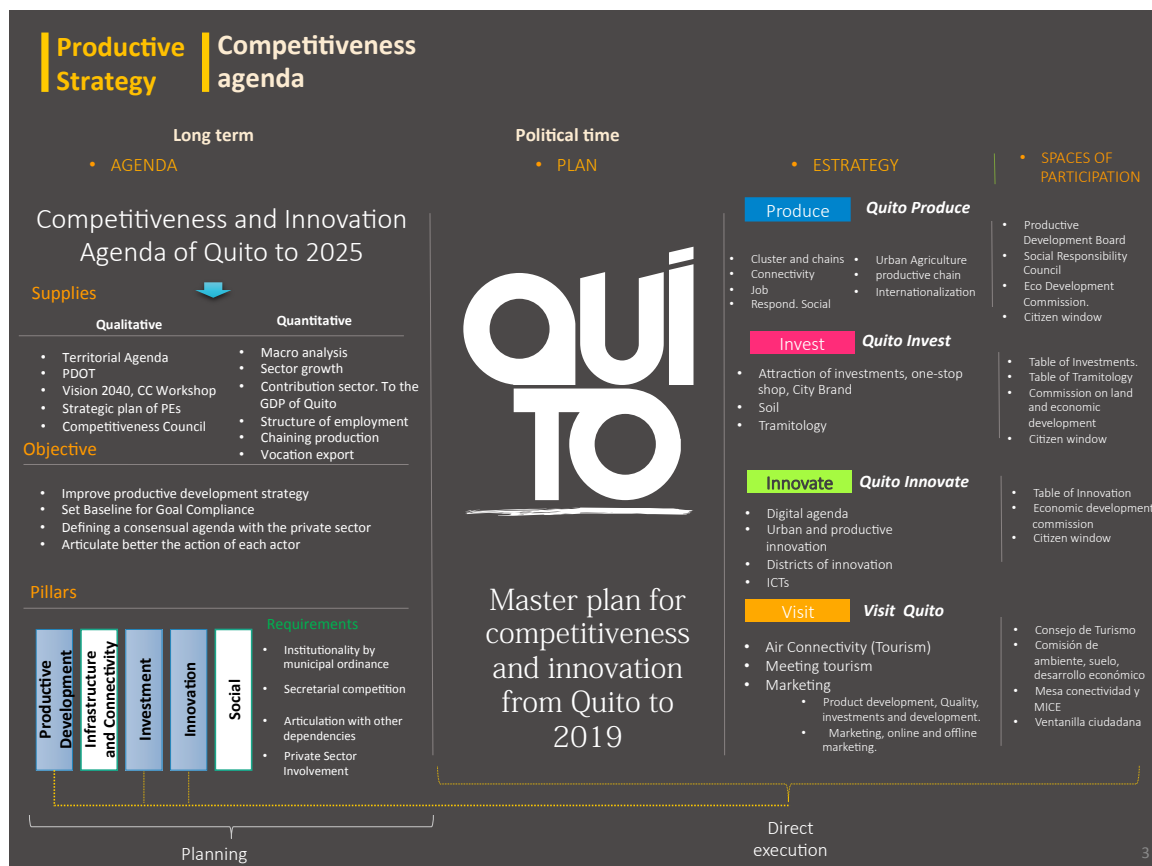 Productive
Strategy
Competitiveness
agenda
Long term
Political time
• AGENDA
• PLAN
• ESTRATEGY
• SPACES OF
PARTICIPATION
Competitiveness and Innovation
Agenda of Quito to 2025
Supplies
Qualitative
Quantitative
• Territorial Agenda
• PDOT
• Vision 2040, CC Workshop
• Strategic plan of PEs
• Competitiveness Council
• Macro analysis
• Sector growth
• Contribution sector. To the
GDP of Quito
• Structure of employment
• Chaining production
• Vocation export
Objective
• Improve productive development strategy
• Set Baseline for Goal Compliance
• Defining a consensual agenda with the private sector
• Articulate better the action of each actor
Pillars
Productive
Development
Infrastructure
and Connectivity
Investment
Innovation
Social
Requirements
• Institutionality by
municipal ordinance
• Secretarial competition
• Articulation with other
dependencies
• Private Sector
Involvement
Planning
QUI
TO
Master plan for
competitiveness
and innovation
from Quito to
2019
Produce
Quito Produce
• Cluster and chains
• Connectivity
• Job
• Respond. Social
• Urban Agriculture
• productive chain
• Internationalization
• Productive
Development Board
• Social Responsibility
Council
• Eco Development
Commission.
• Citizen window
Invest
Quito Invest
• Attraction of investments, one-stop
shop, City Brand
• Soil
• Tramitology
• Table of Investments.
• Table of Tramitology
• Commission on land
and economic
development
• Citizen window
Innovate
Quito Innovate
• Digital agenda
• Urban and productive
innovation
• Districts of innovation
• ICTs
• Table of Innovation
• Economic development
commission
• Citizen window
Visit
Visit Quito
• Air Connectivity (Tourism)
• Meeting tourism
• Marketing
• Product development, Quality,
investments and development.
• Marketing, online and offline
marketing.
• Consejo de Turismo
• Comisión de
ambiente, suelo,
desarrollo económico
• Mesa conectividad y
MICE
• Ventanilla ciudadana
Direct
execution
3